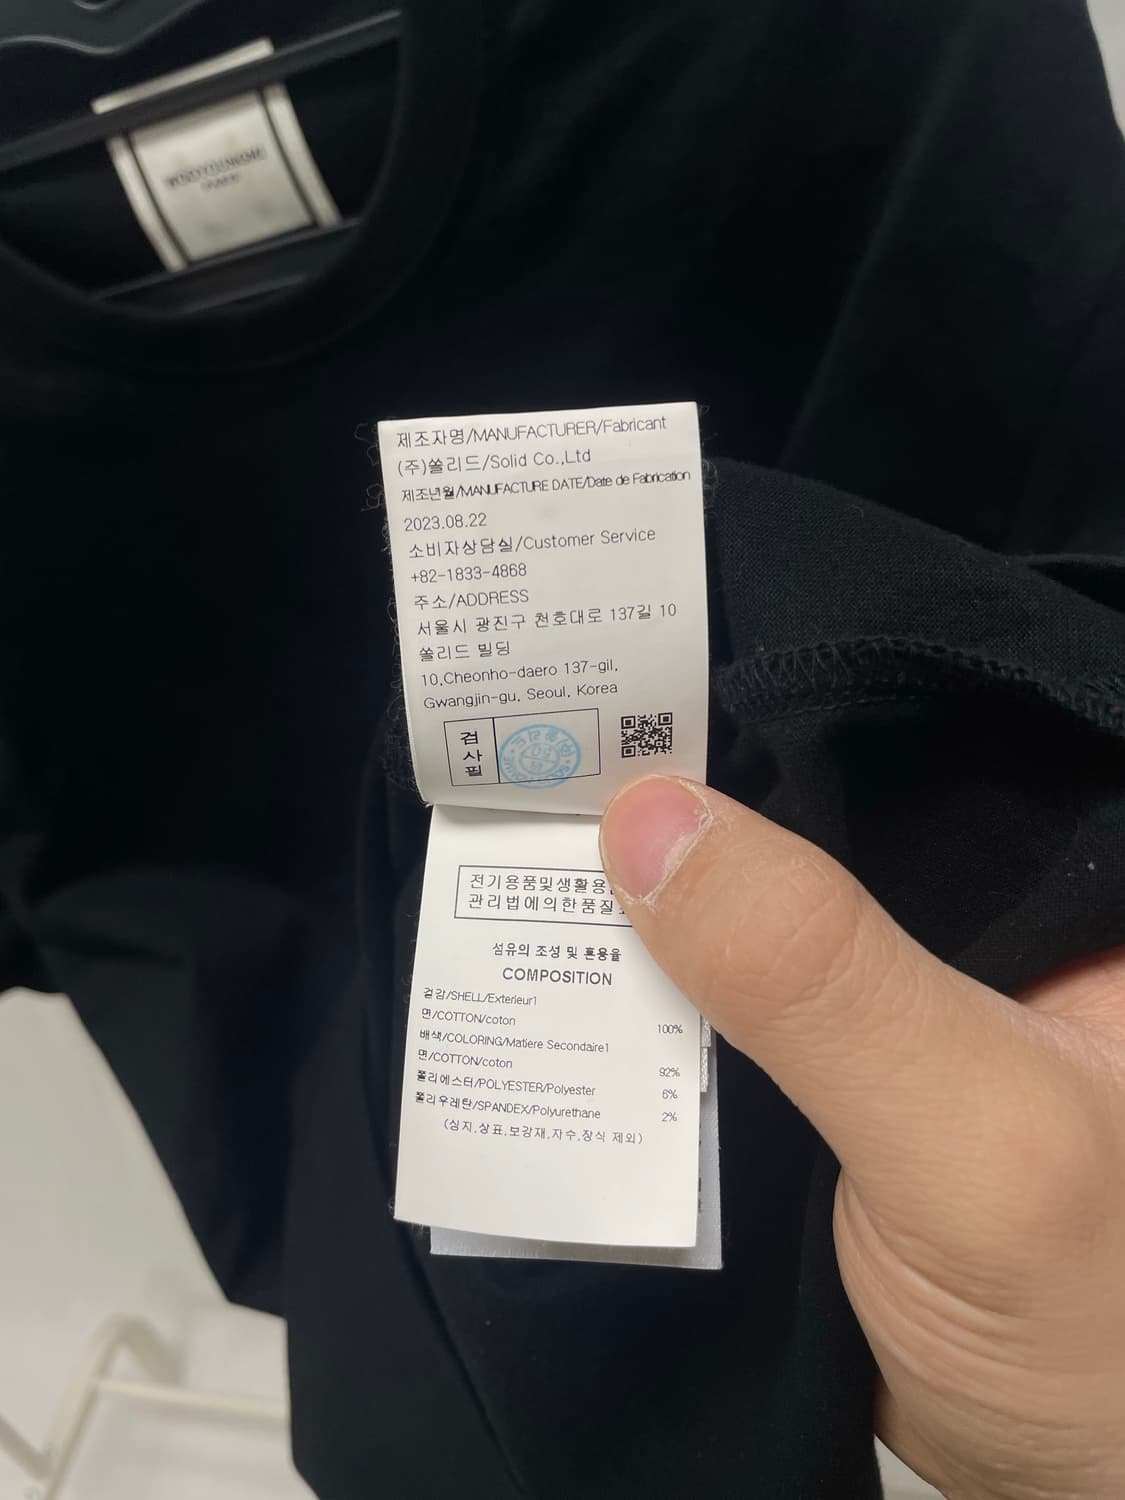 WOOYOUNGMI
PARIS
제조자명/MANUFACTURER/Fabricant
(주)쏠리드/Solid Co.,Ltd
제조년월/MANUFACTURE DATE/Date de Fabrication
2023.08.22
소비자상담실/Customer Service
+82-1833-4868
주소/ADDRESS
서울시 광진구 천호대로 137길 10
쏠리드 빌딩
10,Cheonho-daero 137-gil,
Gwangjin-gu, Seoul, Korea
검사필
전기용품및생활용
관리법에의한품질
섬유의 조성 및 혼용율
COMPOSITION
겉감/SHELL/Exterieur1
면/COTTON/coton 100%
배색/COLORING/Matiere Secondaire1
면/COTTON/coton 92%
폴리에스터/POLYESTER/Polyester 6%
폴리우레탄/SPANDEX/Polyurethane 2%
(심지,상표,보강재,자수,장식 제외)